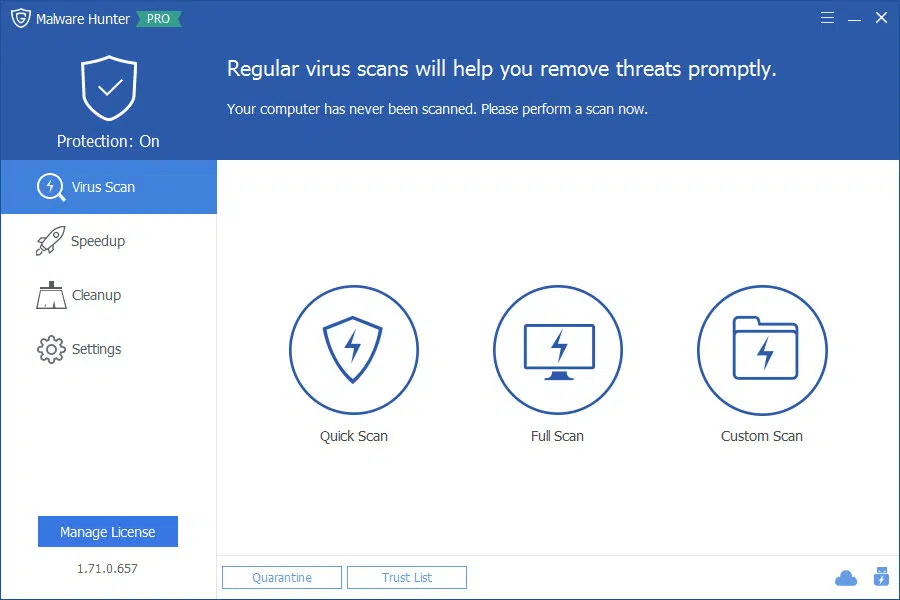 Malware Hunter PRO
Regular virus scans will help you remove threats promptly.
Your computer has never been scanned. Please perform a scan now.
Protection: On
Virus Scan
Speedup
Cleanup
Settings
Quick Scan
Full Scan
Custom Scan
Manage License
1.71.0.657
Quarantine
Trust List